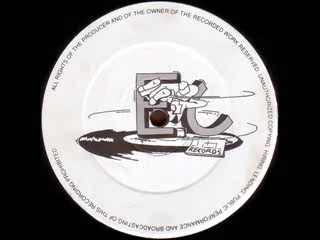 ALL RIGHTS OF THE PRODUCER AND OF THE OWNER OF THE RECORDED WORK RESERVED. UNAUTHORIZED COPYING, HIRING, LENDING, PUBLIC PERFORMANCE AND BROADCASTING OF THIS RECORDING PROHIBITED
E
C
RECORDS